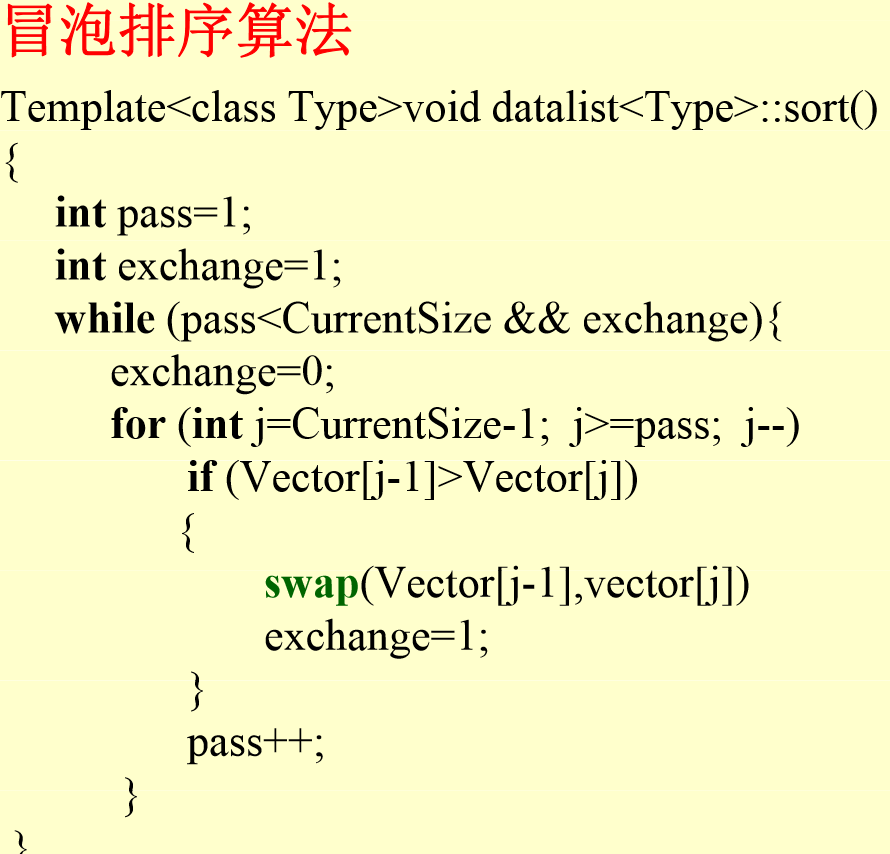 冒泡排序算法
Template<class Type>void datalist<Type>::sort()
{
int pass=1;
int exchange=1;
while (pass<CurrentSize && exchange){
exchange=0;
for (int j=CurrentSize-1; j>=pass; j--)
if (Vector[j-1]>Vector[j])
{
swap(Vector[j-1],vector[j])
exchange=1;
}
pass++;
}
}